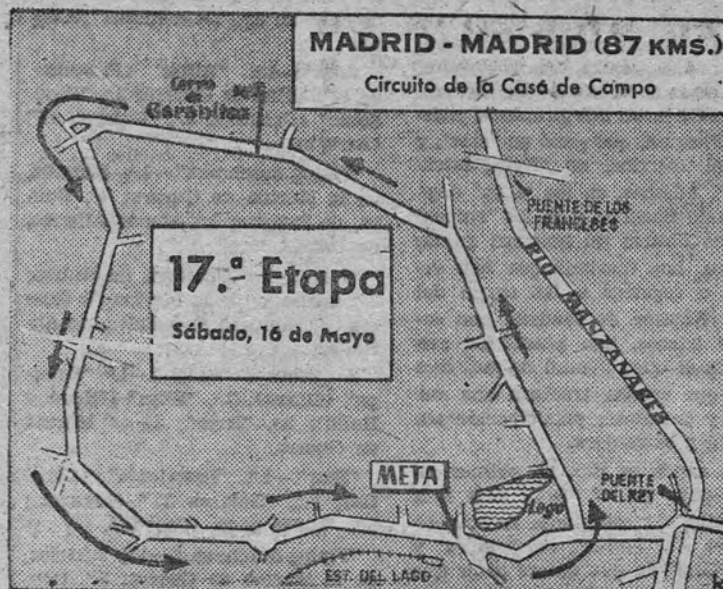 MADRID - MADRID (87 KMS.)
Circuito de la Casa de Campo
Cerro
de
Garabitas
PUENTE DE LOS
FRANCESES
RIO MANZANARES
17.ª Etapa
Sábado, 16 de Mayo
META
Lago
PUENTE
DEL REY
EST. DEL LAGO